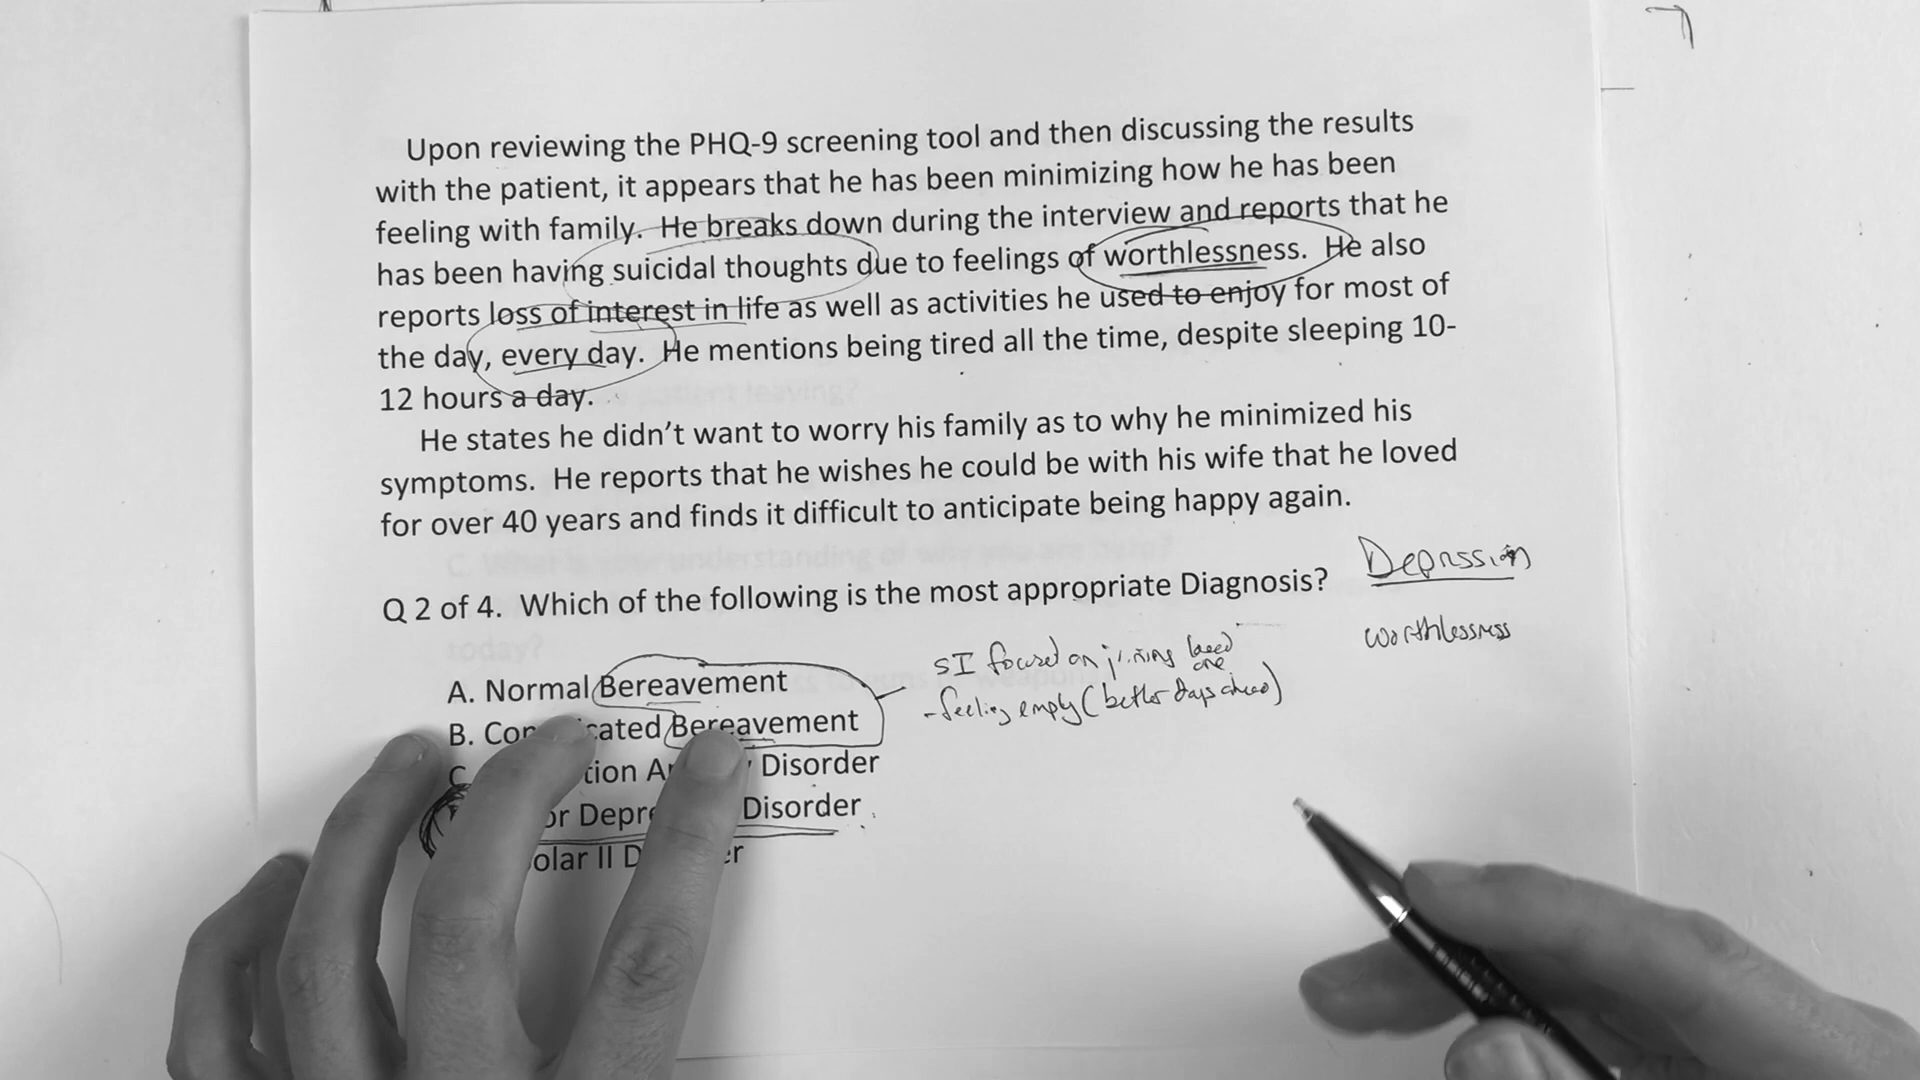 Upon reviewing the PHQ-9 screening tool and then discussing the results
with the patient, it appears that he has been minimizing how he has been
feeling with family. He breaks down during the interview and reports that he
has been having suicidal thoughts due to feelings of worthlessness. He also
reports loss of interest in life as well as activities he used to enjoy for most of
the day, every day. He mentions being tired all the time, despite sleeping 10-
12 hours a day.
He states he didn't want to worry his family as to why he minimized his
symptoms. He reports that he wishes he could be with his wife that he loved
for over 40 years and finds it difficult to anticipate being happy again.
Depression
Q 2 of 4. Which of the following is the most appropriate Diagnosis?
worthlessness
SI focused on joining loved
one
A. Normal Bereavement
- feeling empty (better days ahead)
B. Con cated Bereavement
C tion A Disorder
or Depre Disorder
olar II D er